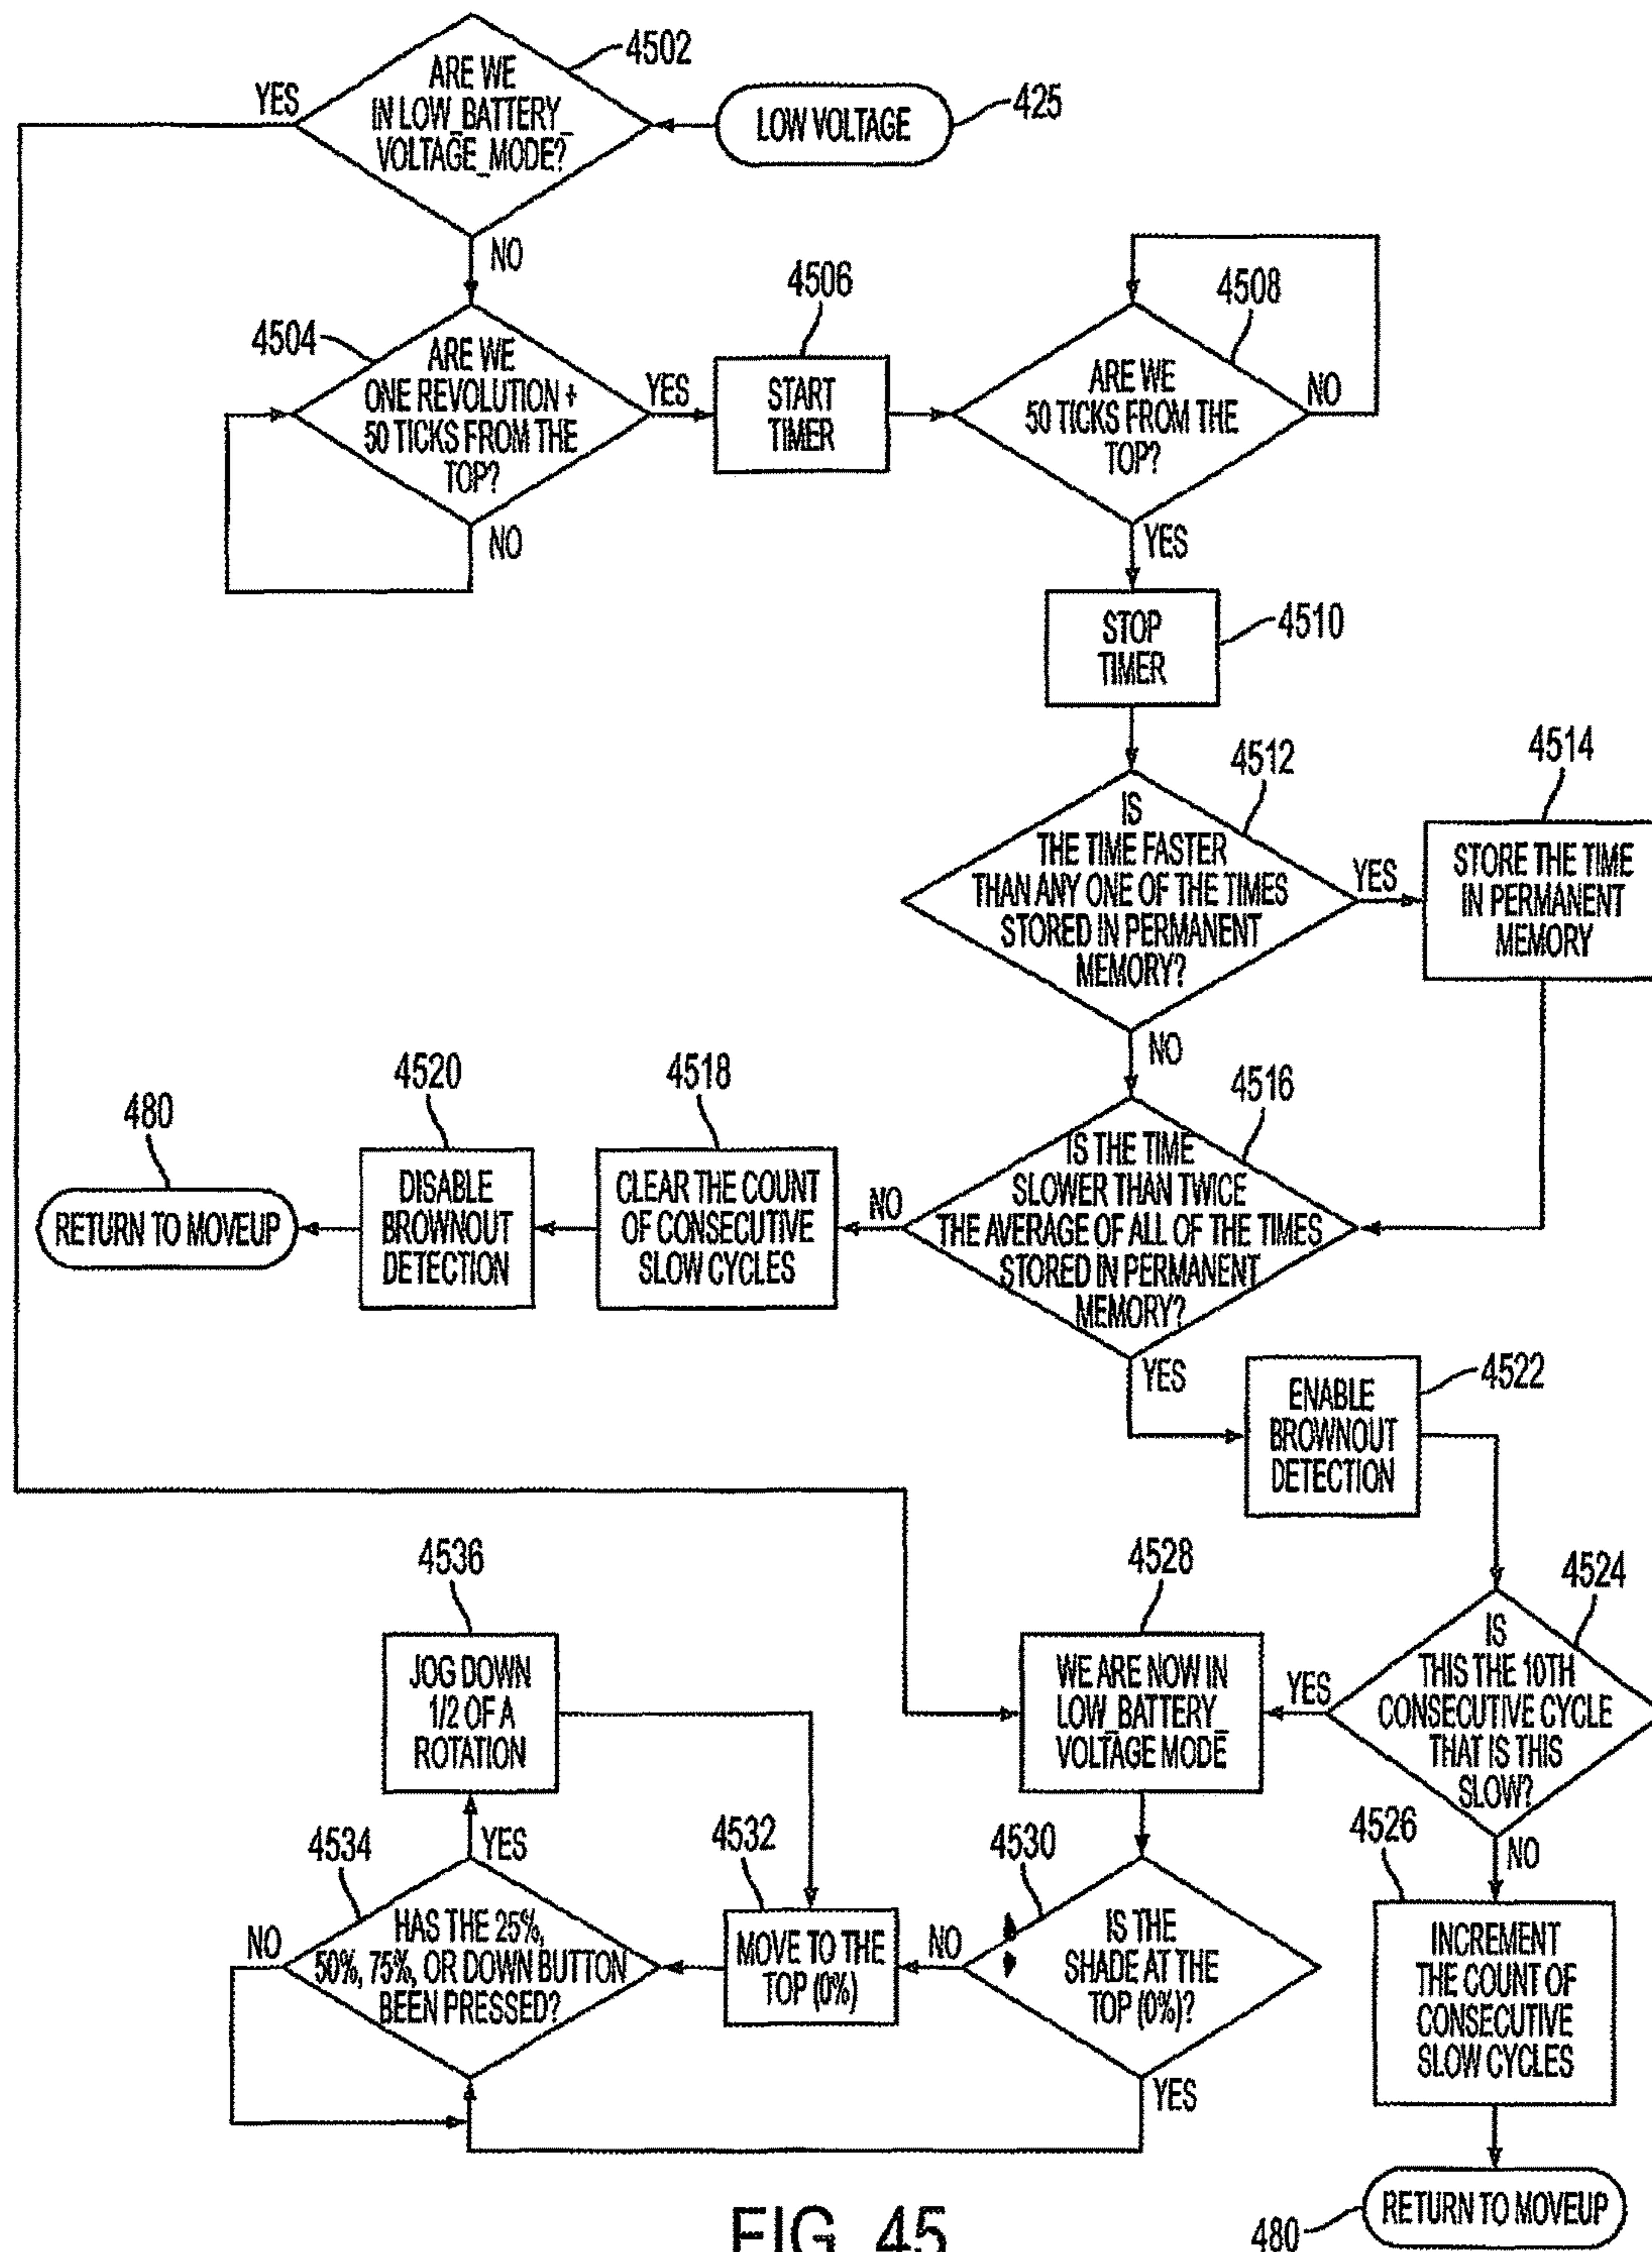 4502
ARE WE
IN LOW_BATTERY_
VOLTAGE_MODE?
YES
NO
LOW VOLTAGE
425
4504
ARE WE
ONE REVOLUTION +
50 TICKS FROM THE
TOP?
YES
NO
4506
START
TIMER
4508
ARE WE
50 TICKS FROM THE
TOP?
NO
YES
STOP
TIMER
4510
4512
IS
THE TIME FASTER
THAN ANY ONE OF THE TIMES
STORED IN PERMANENT
MEMORY?
YES
NO
4514
STORE THE TIME
IN PERMANENT
MEMORY
4516
IS THE TIME
SLOWER THAN TWICE
THE AVERAGE OF ALL OF THE TIMES
STORED IN PERMANENT
MEMORY?
NO
YES
4518
CLEAR THE COUNT
OF CONSECUTIVE
SLOW CYCLES
4520
DISABLE
BROWNOUT
DETECTION
480
RETURN TO MOVEUP
4522
ENABLE
BROWNOUT
DETECTION
4524
IS
THIS THE 10TH
CONSECUTIVE CYCLE
THAT IS THIS
SLOW?
YES
NO
4528
WE ARE NOW IN
LOW_BATTERY_
VOLTAGE MODE
4536
JOG DOWN
1/2 OF A
ROTATION
4534
YES
HAS THE 25%,
50%, 75%, OR DOWN BUTTON
BEEN PRESSED?
NO
4532
MOVE TO THE
TOP (0%)
4530
IS THE
SHADE AT THE
TOP (0%)?
NO
YES
4526
INCREMENT
THE COUNT OF
CONSECUTIVE
SLOW CYCLES
RETURN TO MOVEUP
480
FIG. 45